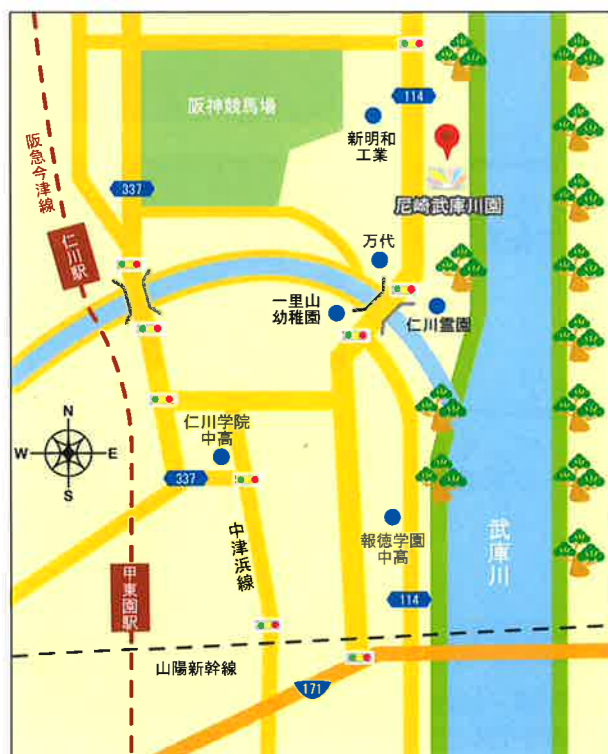 阪神競馬場
114
新明和
工業
阪急今津線
337
尼崎武庫川園
仁川駅
万代
一里山
幼稚園
仁川霊園
N
W
E
S
仁川学院
中高
337
中津浜線
報徳学園
中高
武庫川
甲東園駅
114
山陽新幹線
171